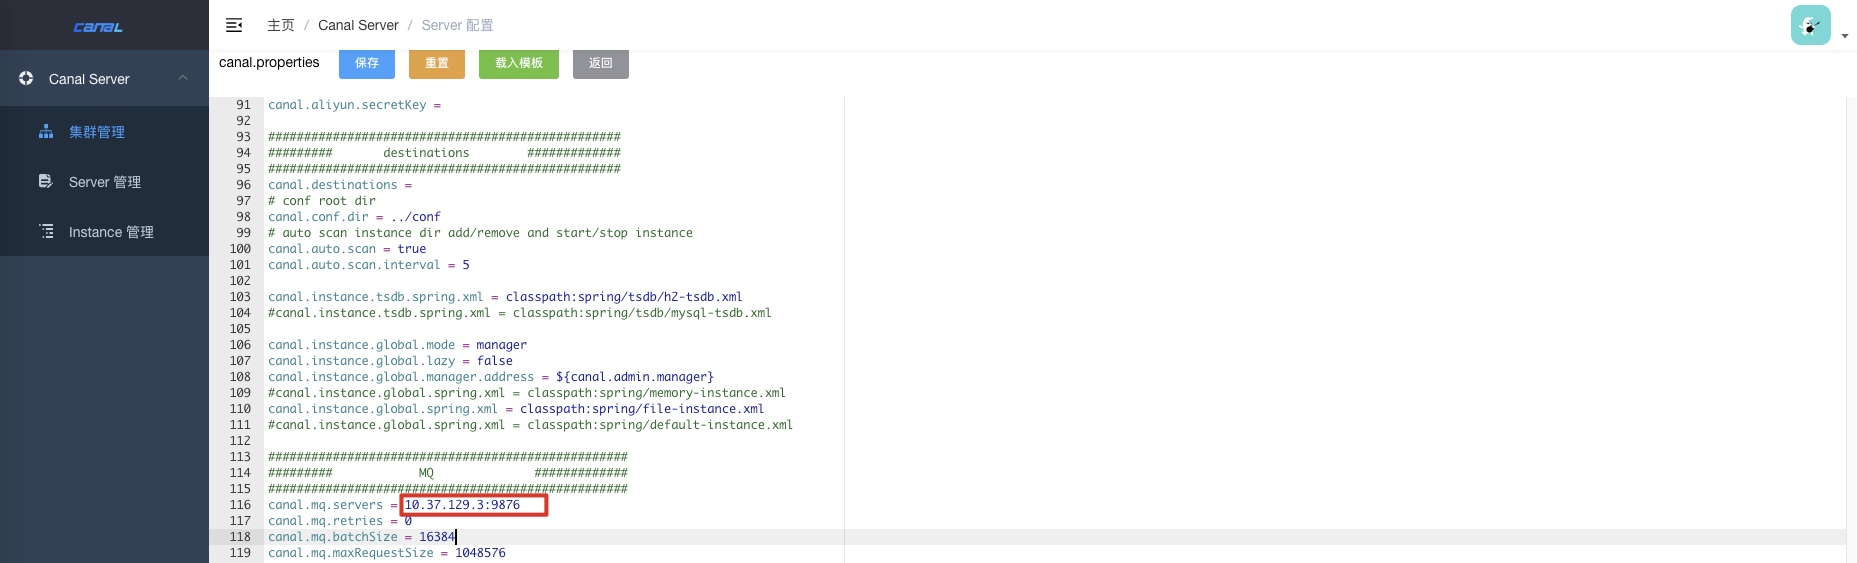 canal
主页 / Canal Server / Server 配置
Canal Server
集群管理
Server 管理
Instance 管理
canal.properties 保存 重置 载入模板 返回
91 canal.aliyun.secretKey =
92
93 #################################################
94 ######### destinations #############
95 #################################################
96 canal.destinations =
97 # conf root dir
98 canal.conf.dir = ../conf
99 # auto scan instance dir add/remove and start/stop instance
100 canal.auto.scan = true
101 canal.auto.scan.interval = 5
102
103 canal.instance.tsdb.spring.xml = classpath:spring/tsdb/h2-tsdb.xml
104 #canal.instance.tsdb.spring.xml = classpath:spring/tsdb/mysql-tsdb.xml
105
106 canal.instance.global.mode = manager
107 canal.instance.global.lazy = false
108 canal.instance.global.manager.address = ${canal.admin.manager}
109 #canal.instance.global.spring.xml = classpath:spring/memory-instance.xml
110 canal.instance.global.spring.xml = classpath:spring/file-instance.xml
111 #canal.instance.global.spring.xml = classpath:spring/default-instance.xml
112
113 ##################################################
114 ######### MQ #############
115 ##################################################
116 canal.mq.servers = 10.37.129.3:9876
117 canal.mq.retries = 0
118 canal.mq.batchSize = 16384
119 canal.mq.maxRequestSize = 1048576